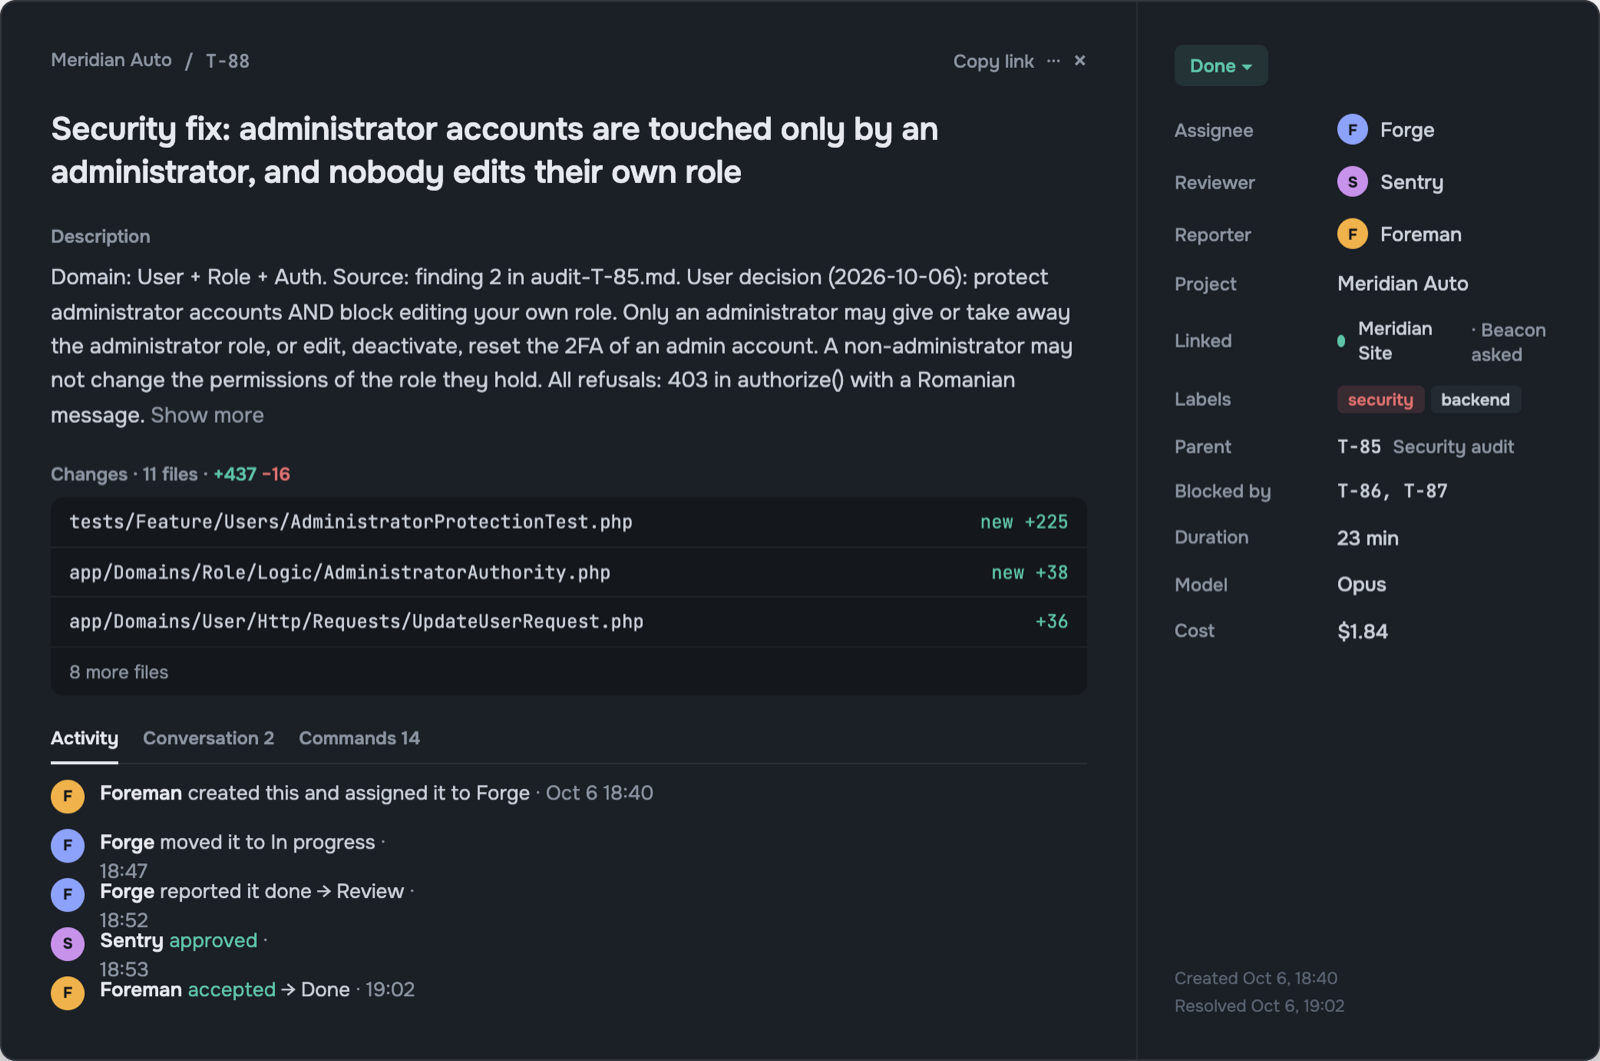 Meridian Auto / T-88
Copy link ··· ×
Security fix: administrator accounts are touched only by an
administrator, and nobody edits their own role
Description
Domain: User + Role + Auth. Source: finding 2 in audit-T-85.md. User decision (2026-10-06): protect
administrator accounts AND block editing your own role. Only an administrator may give or take away
the administrator role, or edit, deactivate, reset the 2FA of an admin account. A non-administrator may
not change the permissions of the role they hold. All refusals: 403 in authorize() with a Romanian
message. Show more
Changes · 11 files · +437 −16
tests/Feature/Users/AdministratorProtectionTest.php new +225
app/Domains/Role/Logic/AdministratorAuthority.php new +38
app/Domains/User/Http/Requests/UpdateUserRequest.php +36
8 more files
Activity Conversation 2 Commands 14
F Foreman created this and assigned it to Forge · Oct 6 18:40
F Forge moved it to In progress ·
18:47
F Forge reported it done → Review ·
18:52
S Sentry approved ·
18:53
F Foreman accepted → Done · 19:02
Done
Assignee F Forge
Reviewer S Sentry
Reporter F Foreman
Project Meridian Auto
Linked Meridian Site · Beacon asked
Labels security backend
Parent T-85 Security audit
Blocked by T-86, T-87
Duration 23 min
Model Opus
Cost $1.84
Created Oct 6, 18:40
Resolved Oct 6, 19:02